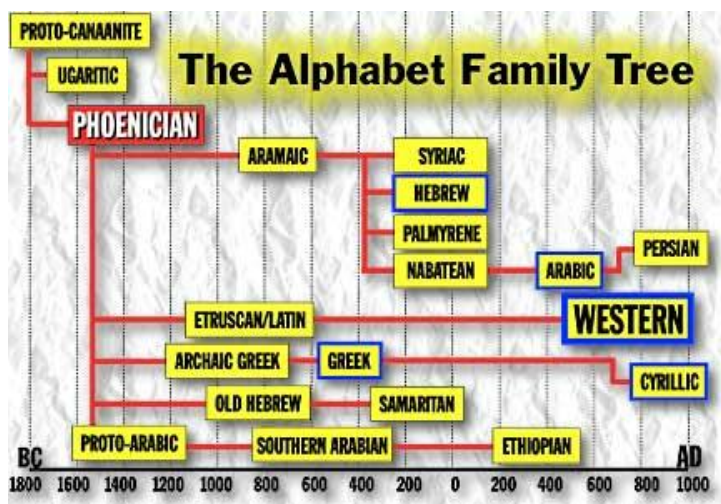 PROTO-CANAANITE
The Alphabet Family Tree
UGARITIC
PHOENICIAN
ARAMAIC
SYRIAC
HEBREW
PALMYRENE
NABATEAN
ARABIC
PERSIAN
ETRUSCAN/LATIN
WESTERN
ARCHAIC GREEK
GREEK
CYRILLIC
OLD HEBREW
SAMARITAN
PROTO-ARABIC
SOUTHERN ARABIAN
ETHIOPIAN
BC
AD
1800 1600 1400 1200 1000 800 600 400 200 0 200 400 600 800 1000